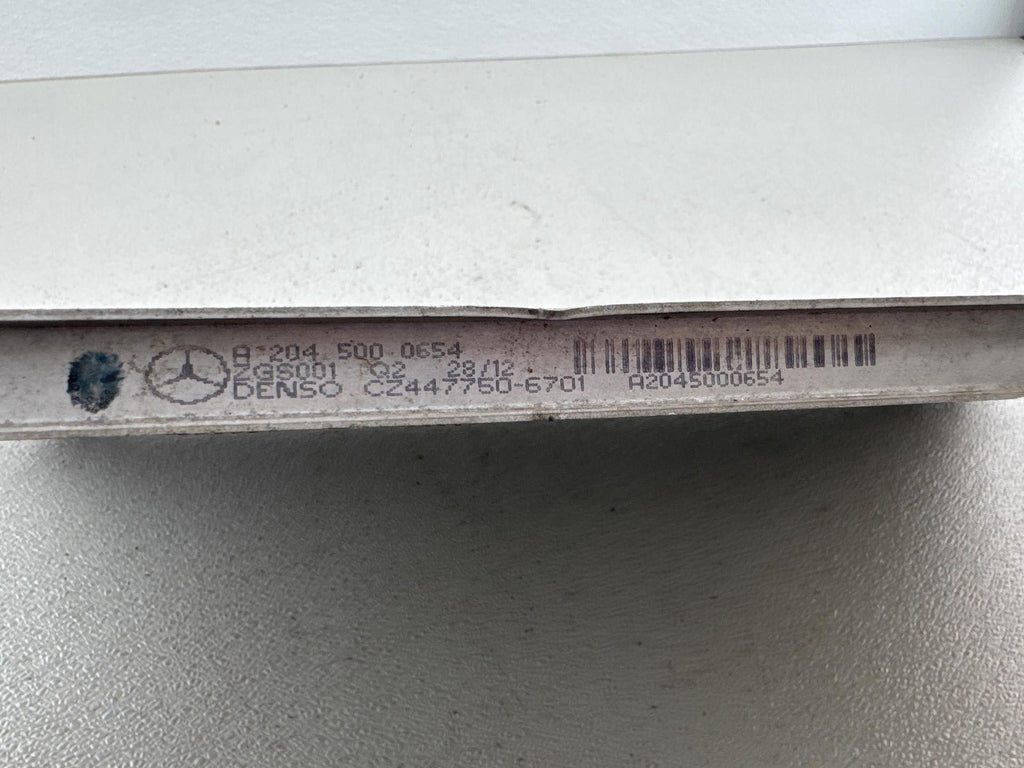 A 204 500 0654
ZGS001 Q2 28/12
DENSO CZ447750-6701
A2045000654